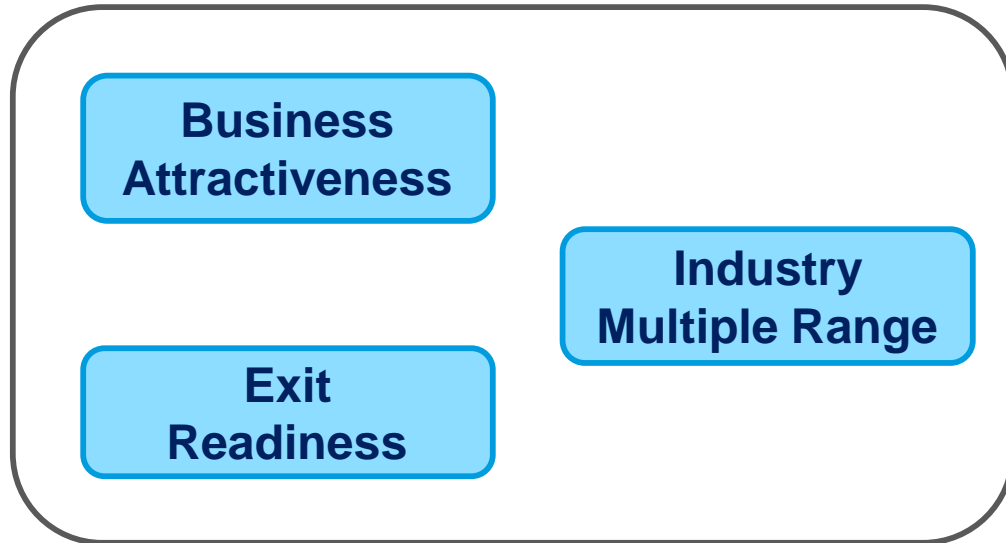 Business
Attractiveness
Industry
Multiple Range
Exit
Readiness